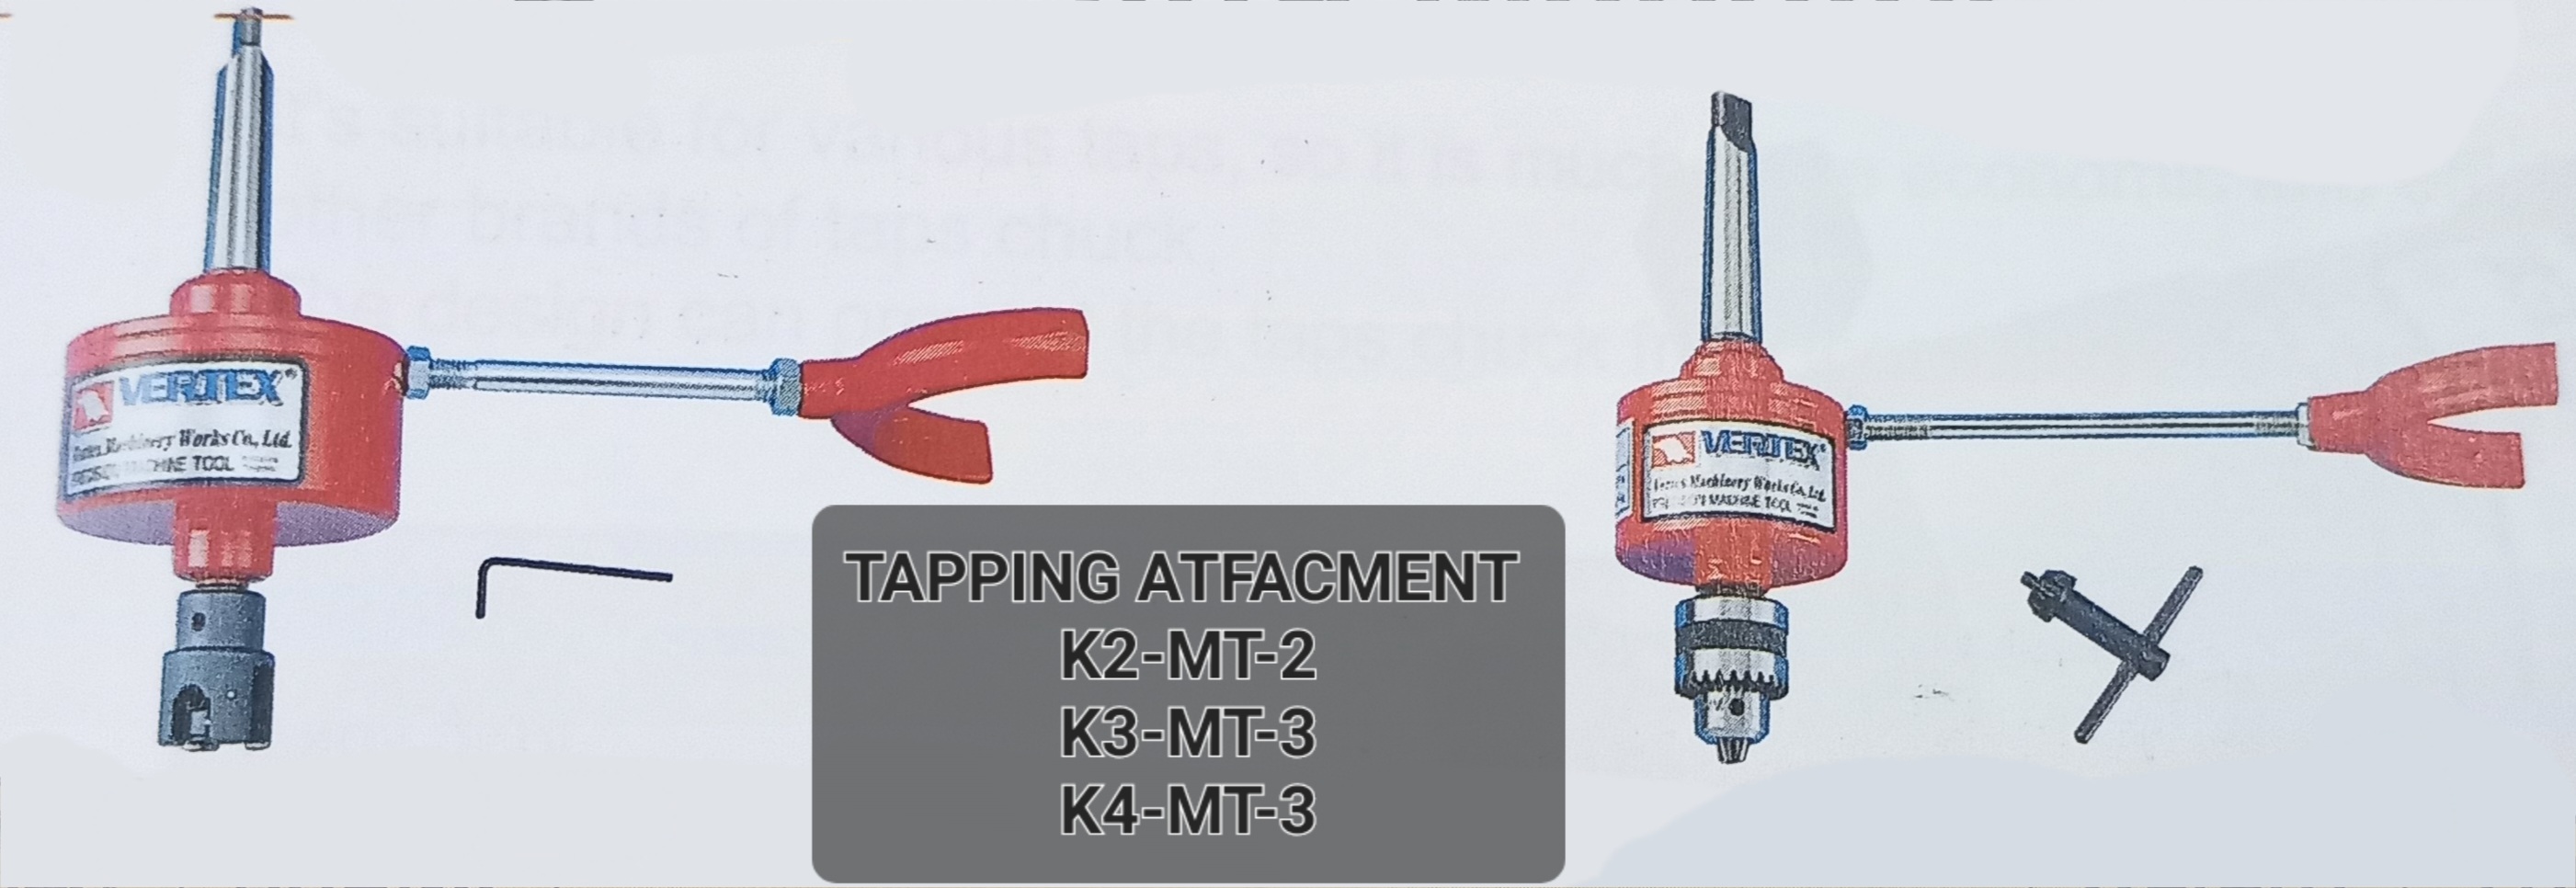 VERTEX
Vertex Machinery Works Co., Ltd.
PRECISION MACHINE TOOL
VERTEX
Vertex Machinery Works Co., Ltd.
PRECISION MACHINE TOOL
TAPPING ATFACMENT
K2-MT-2
K3-MT-3
K4-MT-3